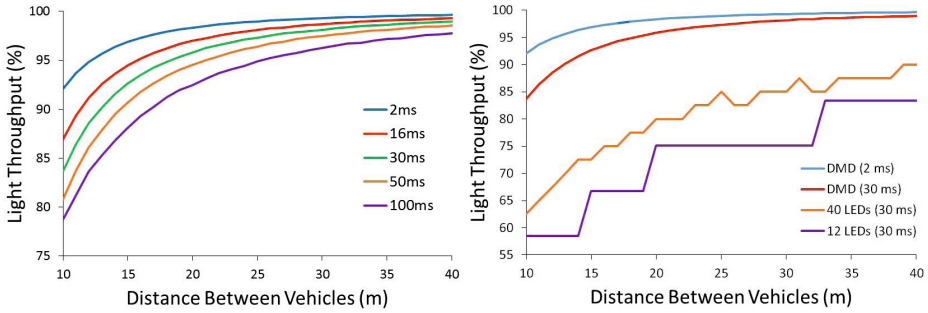 Light Throughput (%)
100
95
90
85
80
75
10
15
20
25
30
35
40
Distance Between Vehicles (m)
2ms
16ms
30ms
50ms
100ms
Light Throughput (%)
100
95
90
85
80
75
70
65
60
55
10
15
20
25
30
35
40
Distance Between Vehicles (m)
DMD (2 ms)
DMD (30 ms)
40 LEDs (30 ms)
12 LEDs (30 ms)